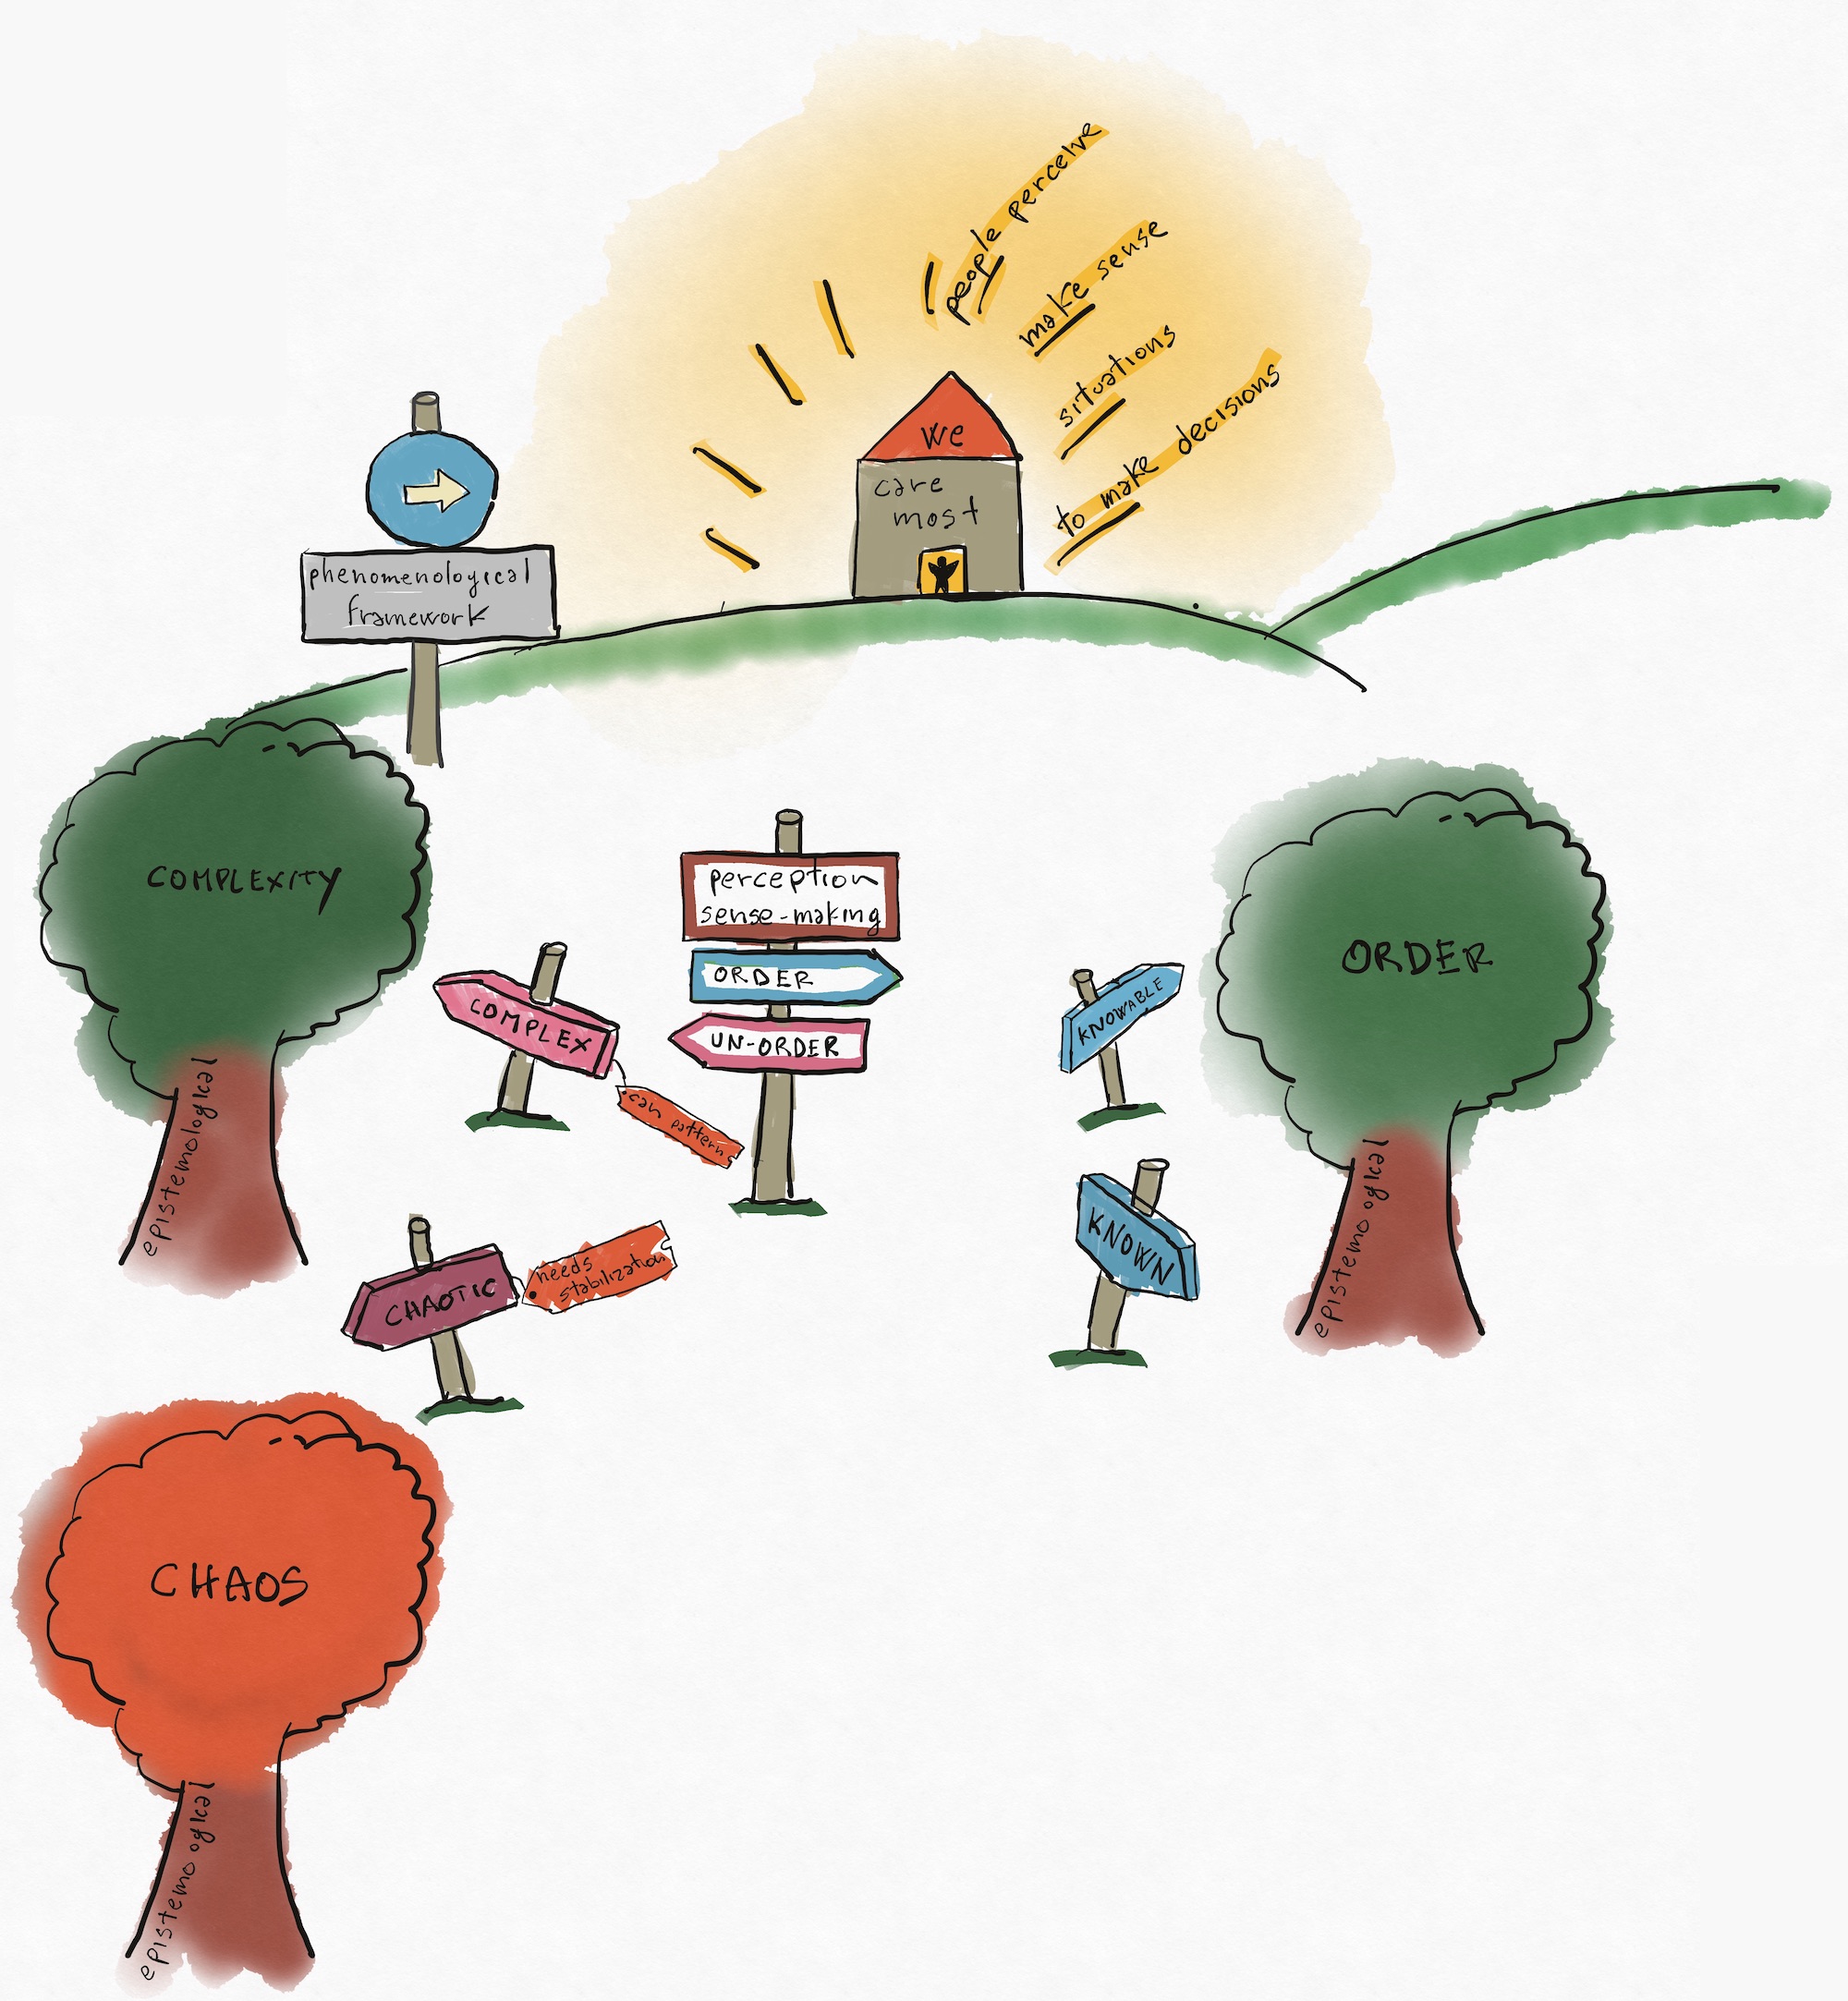 people perceive
make sense
situations
to make decisions
we
care
most
phenomenological
framework
COMPLEXITY
epistemological
perception
sense-making
ORDER
UN-ORDER
COMPLEX
can pattern
KNOWABLE
ORDER
epistemological
KNOWN
CHAOTIC
needs
stabilization
CHAOS
epistemological